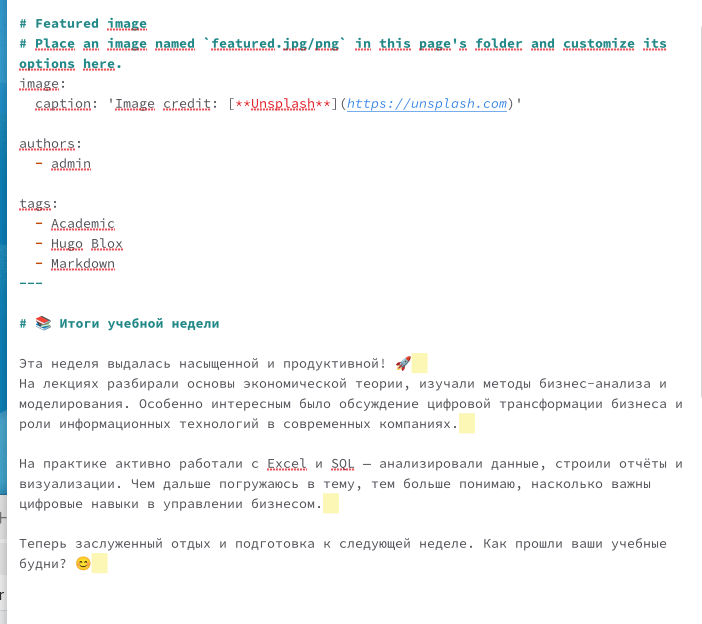 # Featured image
# Place an image named `featured.jpg/png` in this page's folder and customize its
options here.
image:
  caption: 'Image credit: [**Unsplash**](https://unsplash.com)'

authors:
  - admin

tags:
  - Academic
  - Hugo Blox
  - Markdown
---

# 📚 Итоги учебной недели

Эта неделя выдалась насыщенной и продуктивной! 🚀
На лекциях разбирали основы экономической теории, изучали методы бизнес-анализа и
моделирования. Особенно интересным было обсуждение цифровой трансформации бизнеса и
роли информационных технологий в современных компаниях.

На практике активно работали с Excel и SQL — анализировали данные, строили отчёты и
визуализации. Чем дальше погружаюсь в тему, тем больше понимаю, насколько важны
цифровые навыки в управлении бизнесом.

Теперь заслуженный отдых и подготовка к следующей неделе. Как прошли ваши учебные
будни? 😊